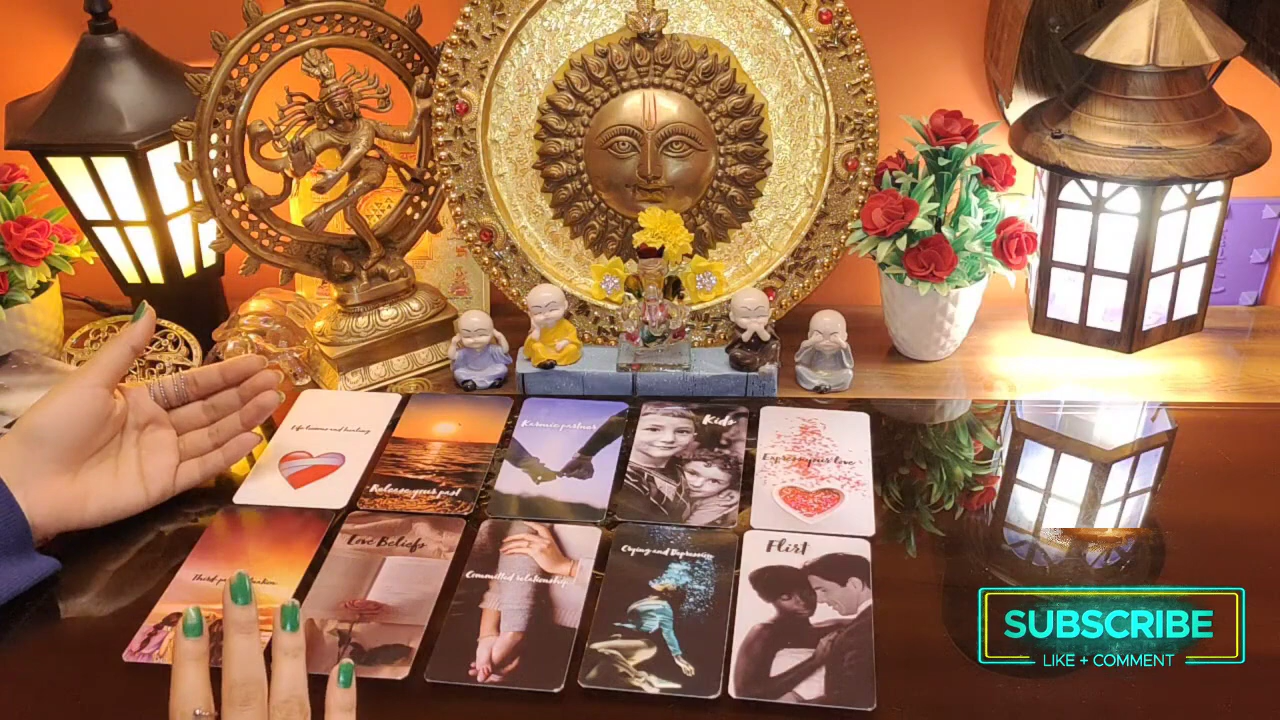 Life lessons and healing
Release your past
Karmic partner
Kids
Express your love
Third
Love Beliefs
Committed relationship
Crying and Depression
Flirt
SUBSCRIBE
LIKE + COMMENT